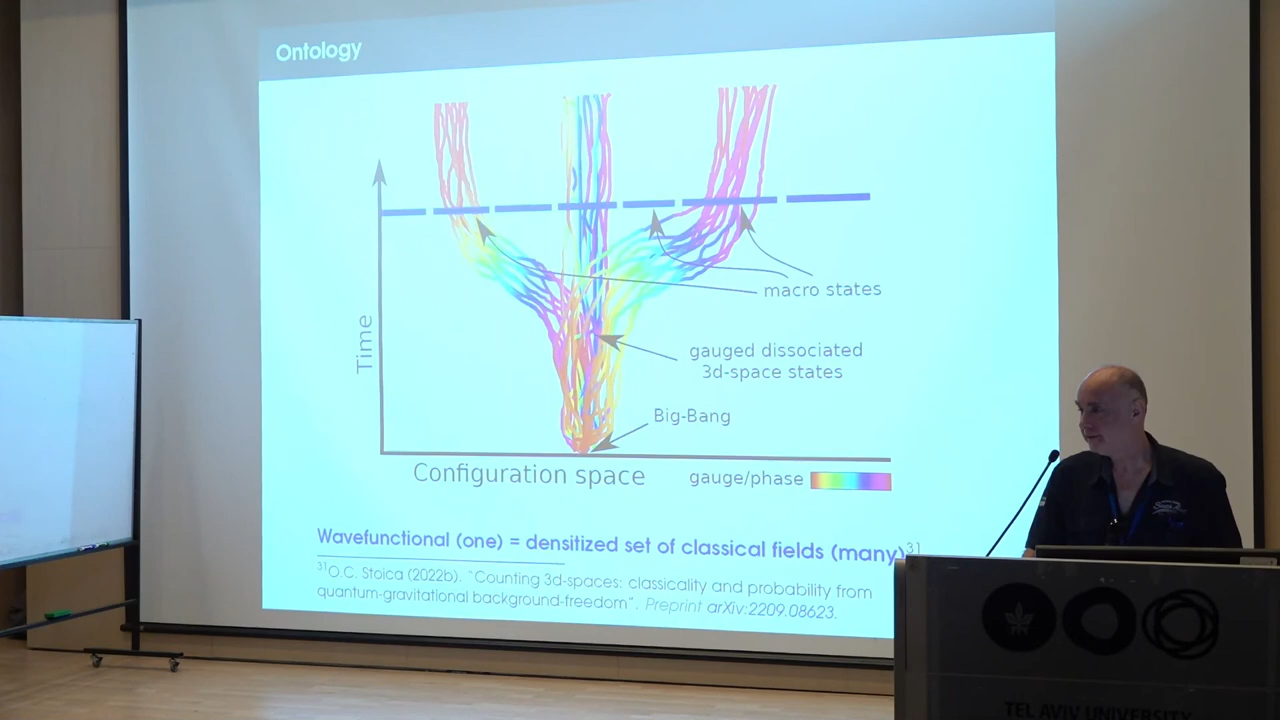 Ontology
Time
macro states
gauged dissociated
3d-space states
Big-Bang
Configuration space
gauge/phase
Wavefunctional (one) = densitized set of classical fields (many)31
31O.C. Stoica (2022b). "Counting 3d-spaces: classicality and probability from
quantum-gravitational background-freedom". Preprint arXiv:2209.08623.
TEL AVIV UNIVERSITY